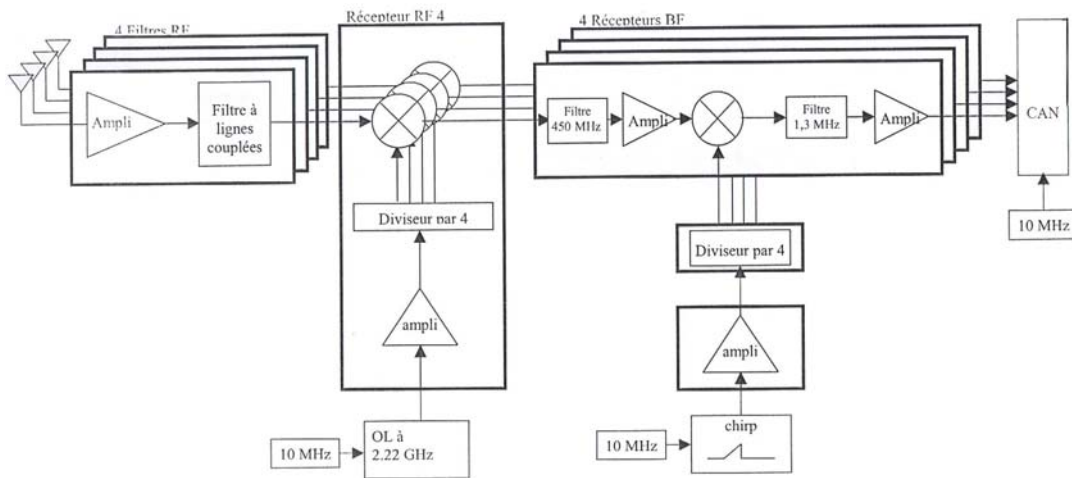 4 Filtres RF
Récepteur RF 4
4 Récepteurs BF
Ampli
Filtre à
lignes
couplées
Filtre
450 MHz
Ampli
Filtre
1,3 MHz
Ampli
CAN
10 MHz
Diviseur par 4
Diviseur par 4
ampli
ampli
10 MHz
OL à
2.22 GHz
10 MHz
chirp